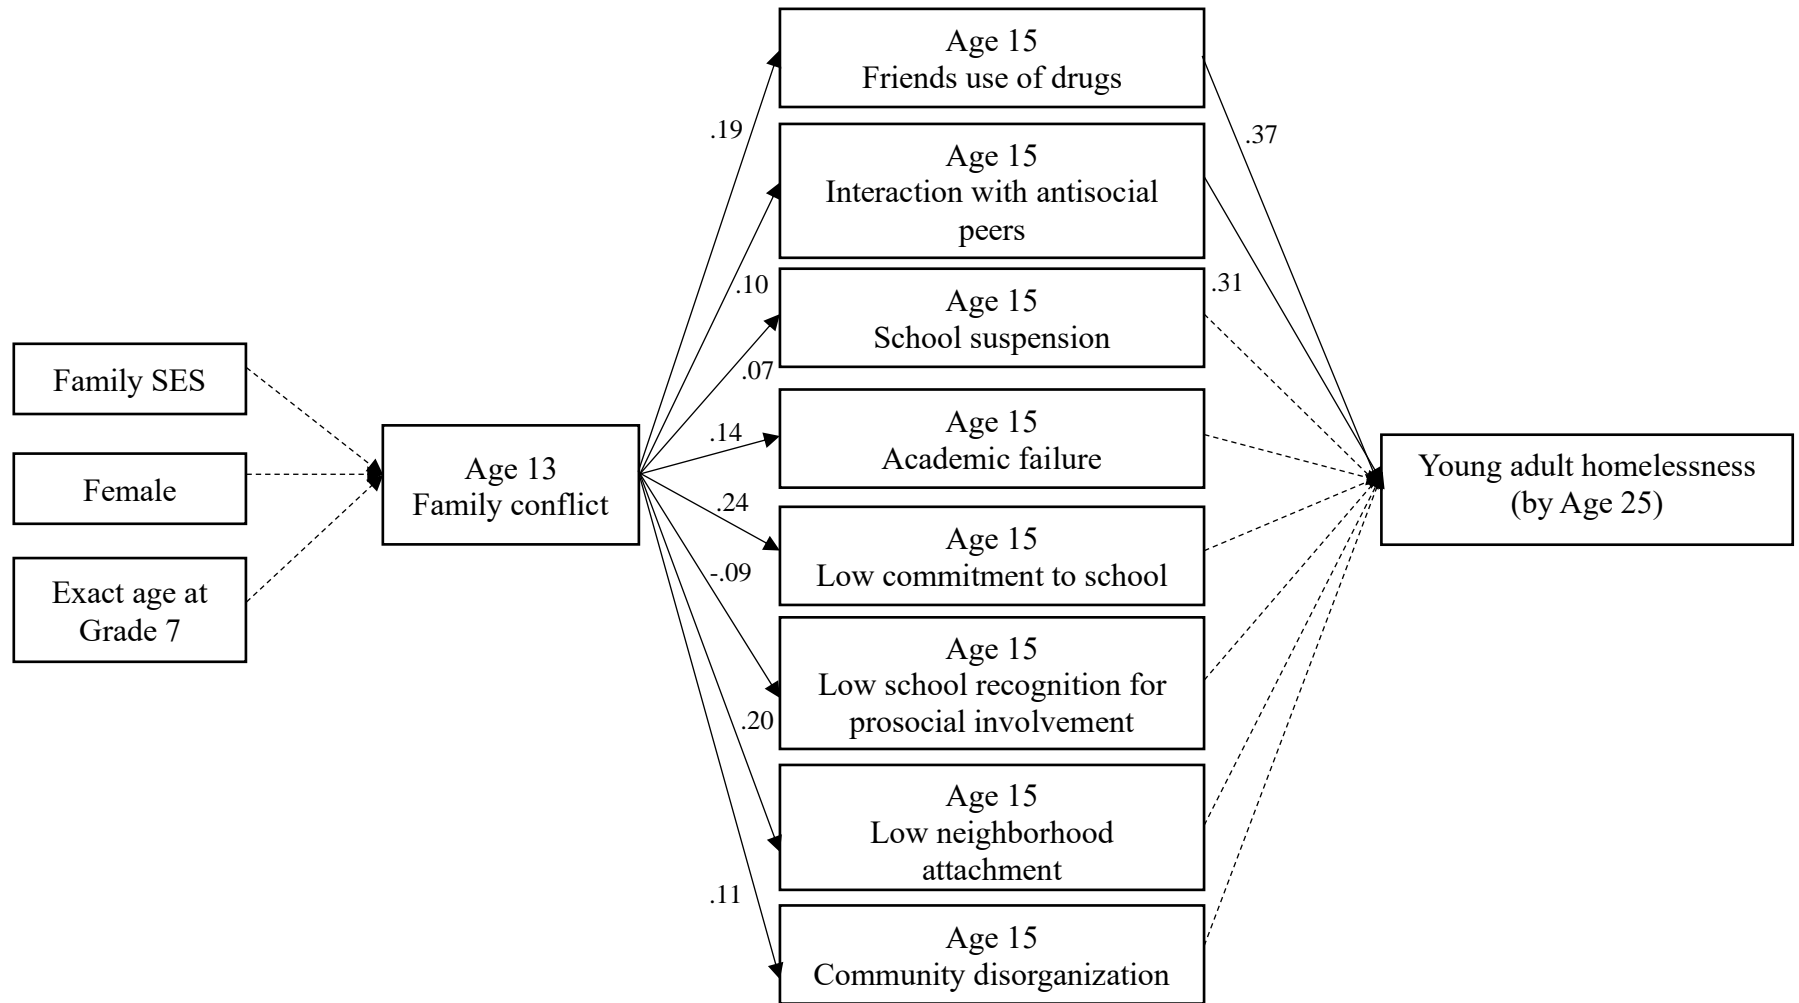 Family SES
Female
Exact age at
Grade 7
Age 13
Family conflict
.19
.10
.07
.14
.24
-.09
.20
.11
Age 15
Friends use of drugs
Age 15
Interaction with antisocial
peers
Age 15
School suspension
Age 15
Academic failure
Age 15
Low commitment to school
Age 15
Low school recognition for
prosocial involvement
Age 15
Low neighborhood
attachment
Age 15
Community disorganization
.37
.31
Young adult homelessness
(by Age 25)